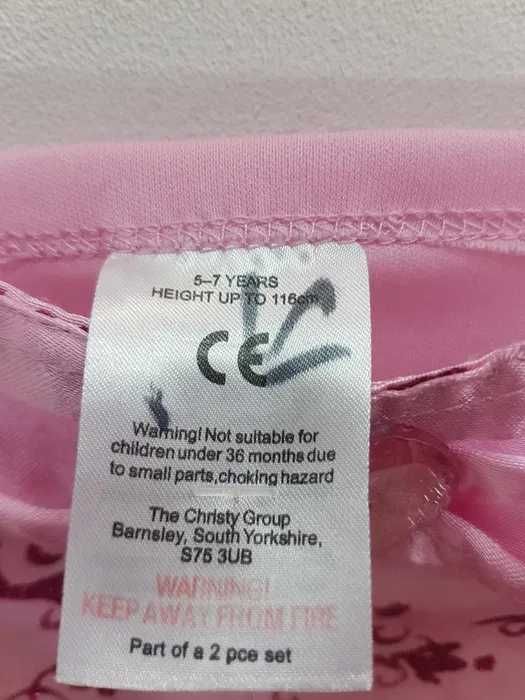 5–7 YEARS
HEIGHT UP TO 116cm
CE
Warning! Not suitable for
children under 36 months due
to small parts,choking hazard
The Christy Group
Barnsley, South Yorkshire,
S75 3UB
WARNING!
KEEP AWAY FROM FIRE
Part of a 2 pce set